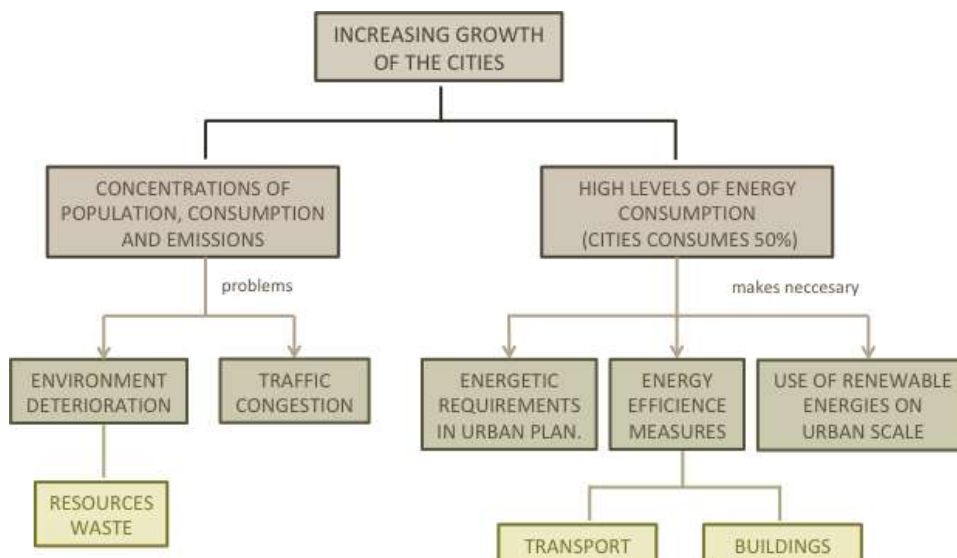 INCREASING GROWTH
OF THE CITIES
CONCENTRATIONS OF
POPULATION, CONSUMPTION
AND EMISSIONS
HIGH LEVELS OF ENERGY
CONSUMPTION
(CITIES CONSUMES 50%)
problems
makes neccesary
ENVIRONMENT
DETERIORATION
TRAFFIC
CONGESTION
ENERGETIC
REQUIREMENTS
IN URBAN PLAN.
ENERGY
EFFICIENCE
MEASURES
USE OF RENEWABLE
ENERGIES ON
URBAN SCALE
RESOURCES
WASTE
TRANSPORT
BUILDINGS